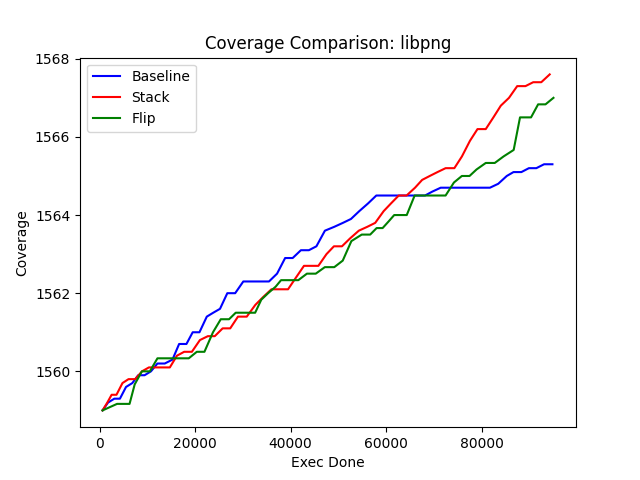 Coverage Comparison: libpng
Baseline
Stack
Flip
Coverage
1568
1566
1564
1562
1560
0 20000 40000 60000 80000
Exec Done